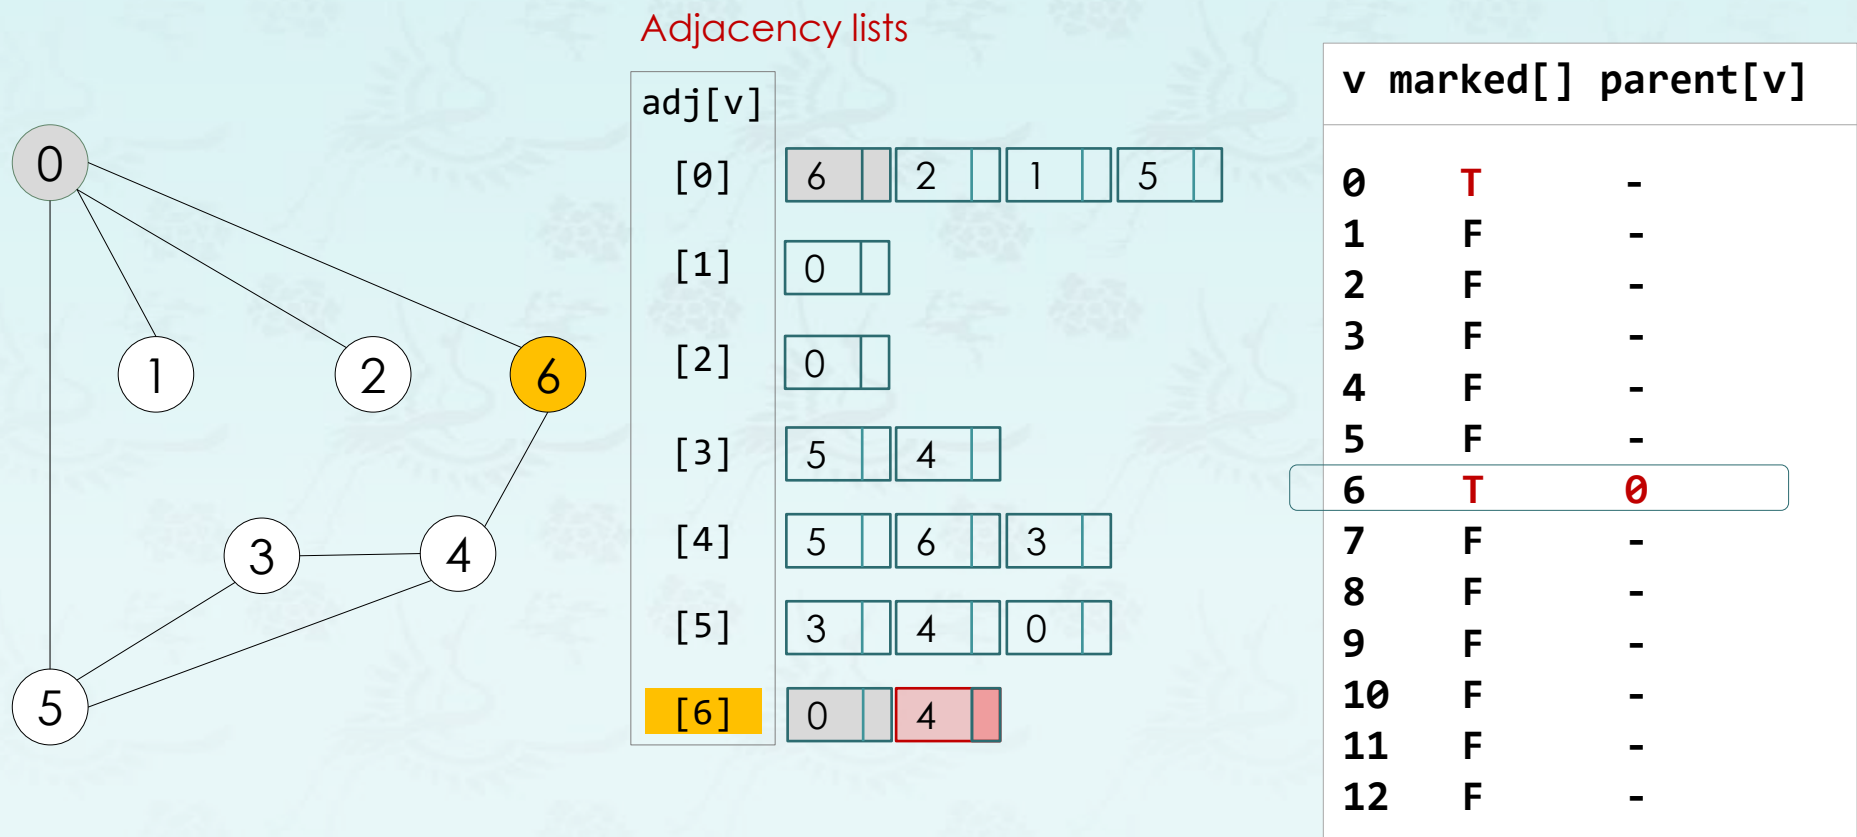 Adjacency lists
adj[v]
[0] 6 2 1 5
[1] 0
[2] 0
[3] 5 4
[4] 5 6 3
[5] 3 4 0
[6] 0 4
0
1 2 6
3 4
5
v marked[] parent[v]
0 T -
1 F -
2 F -
3 F -
4 F -
5 F -
6 T 0
7 F -
8 F -
9 F -
10 F -
11 F -
12 F -